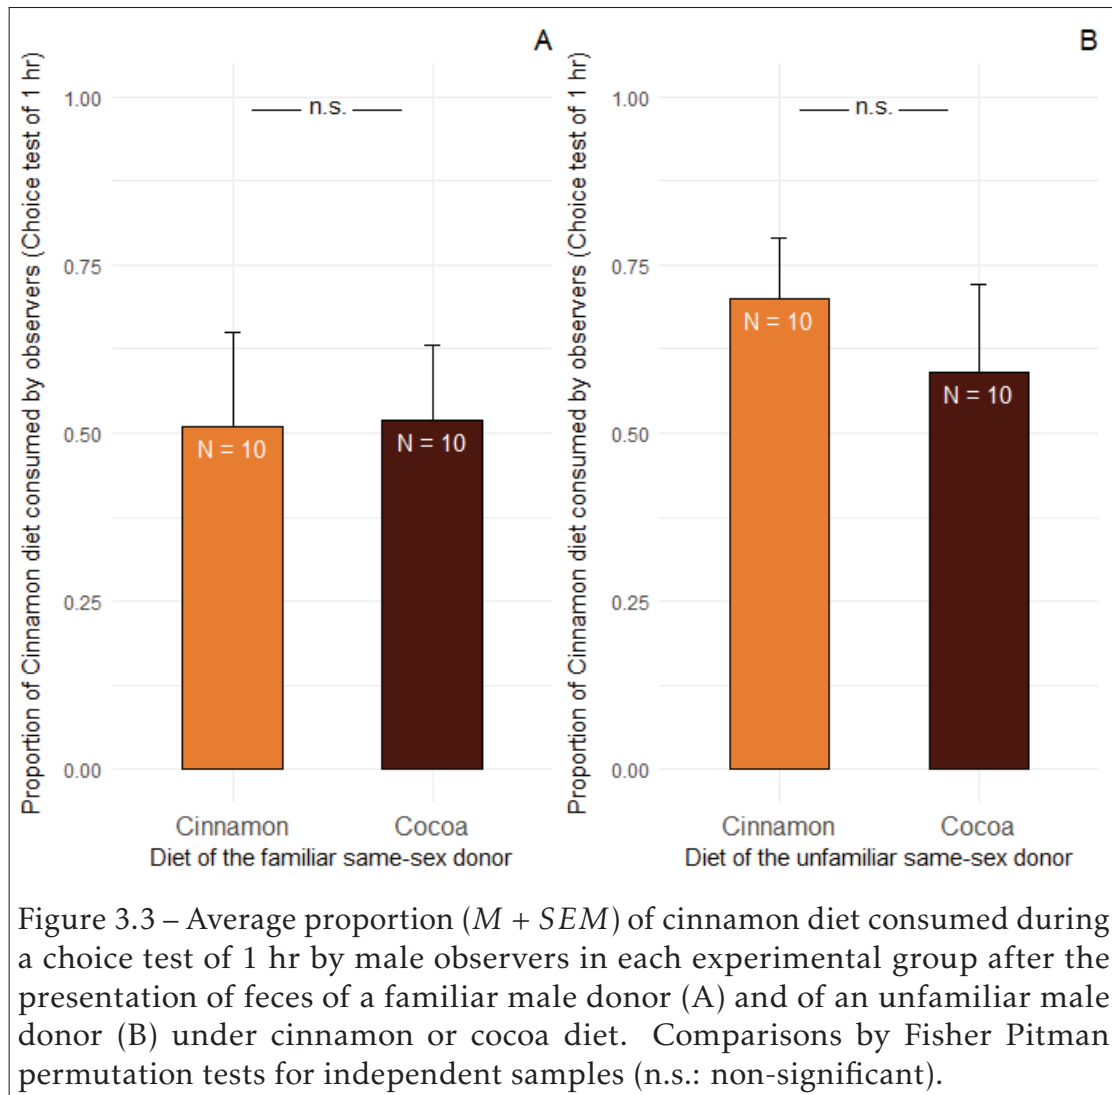 A
Proportion of Cinnamon diet consumed by observers (Choice test of 1 hr)
1.00
0.75
0.50
0.25
0.00
n.s.
N = 10
N = 10
Cinnamon
Cocoa
Diet of the familiar same-sex donor
B
Proportion of Cinnamon diet consumed by observers (Choice test of 1 hr)
1.00
0.75
0.50
0.25
0.00
n.s.
N = 10
N = 10
Cinnamon
Cocoa
Diet of the unfamiliar same-sex donor
Figure 3.3 – Average proportion (M + SEM) of cinnamon diet consumed during
a choice test of 1 hr by male observers in each experimental group after the
presentation of feces of a familiar male donor (A) and of an unfamiliar male
donor (B) under cinnamon or cocoa diet. Comparisons by Fisher Pitman
permutation tests for independent samples (n.s.: non-significant).